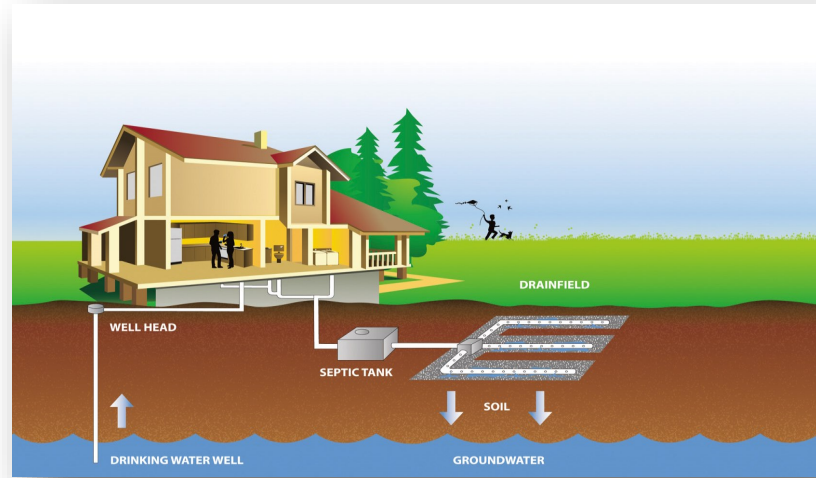 DRAINFIELD
WELL HEAD
SEPTIC TANK
SOIL
DRINKING WATER WELL
GROUNDWATER